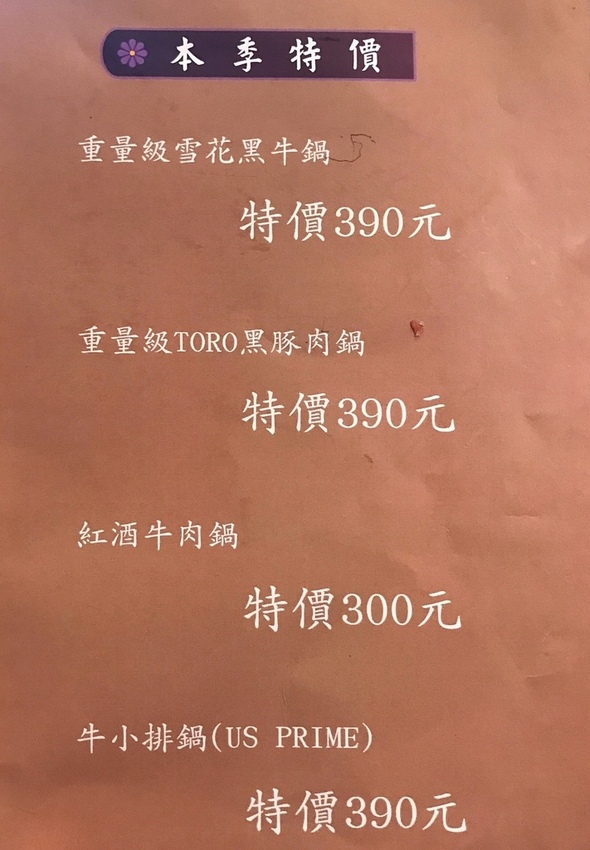 本季特價
重量級雪花黑牛鍋
特價390元
重量級TORO黑豚肉鍋
特價390元
紅酒牛肉鍋
特價300元
牛小排鍋(US PRIME)
特價390元